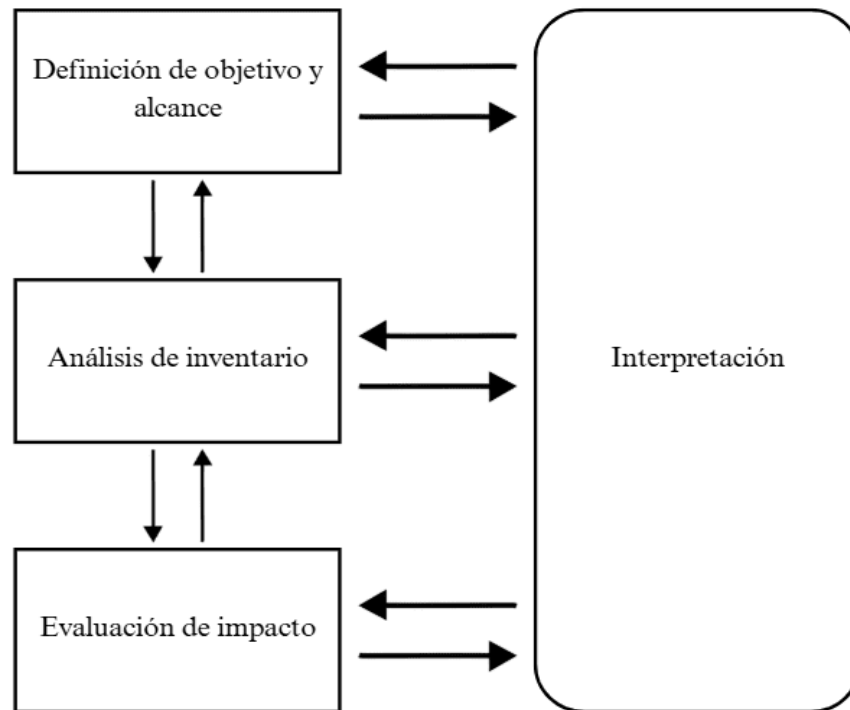 Definición de objetivo y
alcance
Análisis de inventario
Interpretación
Evaluación de impacto